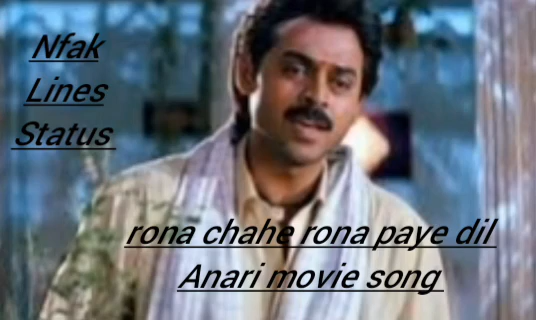 Nfak
Lines
Status
rona chahe rona paye dil
Anari movie song